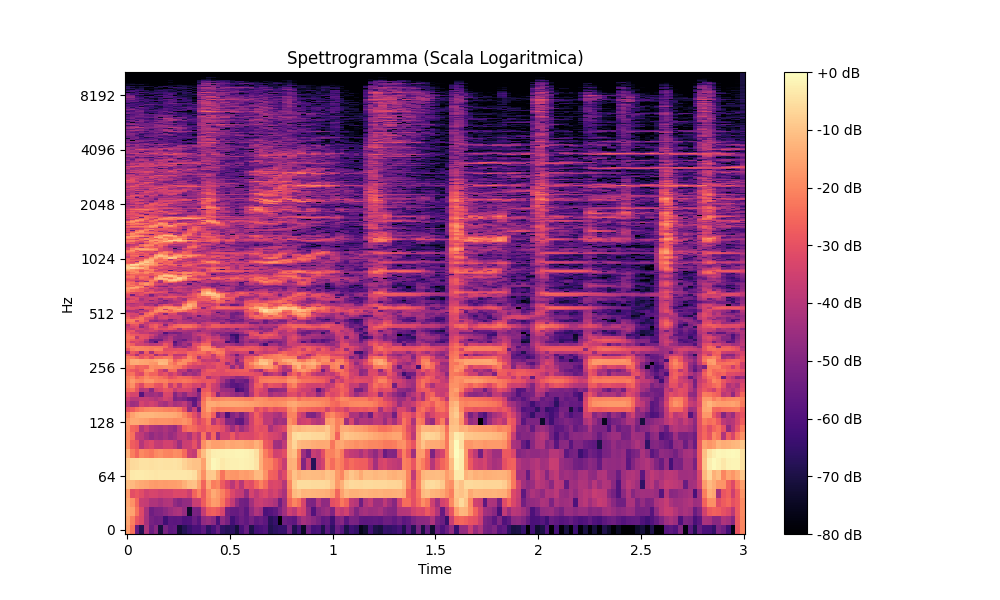 Spettrogramma (Scala Logaritmica)
Hz
8192
4096
2048
1024
512
256
128
64
0
0
0.5
1
1.5
2
2.5
3
Time
+0 dB
-10 dB
-20 dB
-30 dB
-40 dB
-50 dB
-60 dB
-70 dB
-80 dB